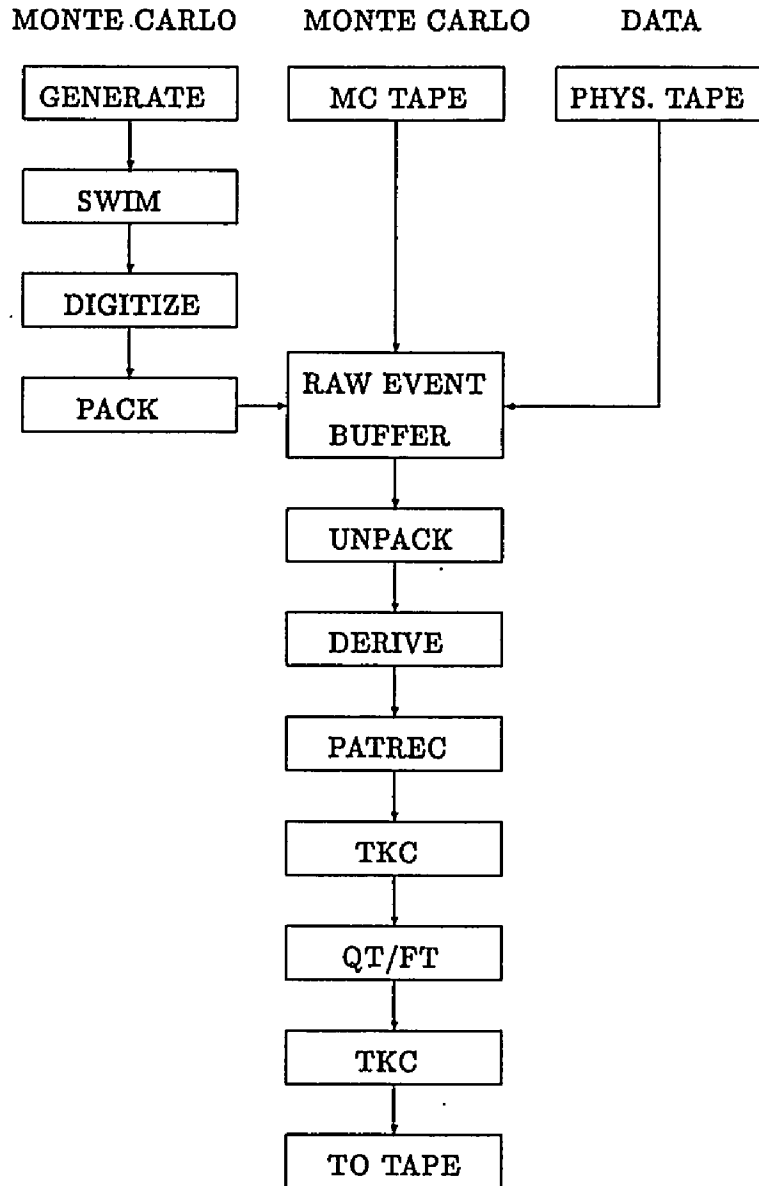 MONTE CARLO
MONTE CARLO
DATA
GENERATE
MC TAPE
PHYS. TAPE
SWIM
DIGITIZE
PACK
RAW EVENT
BUFFER
UNPACK
DERIVE
PATREC
TKC
QT/FT
TKC
TO TAPE